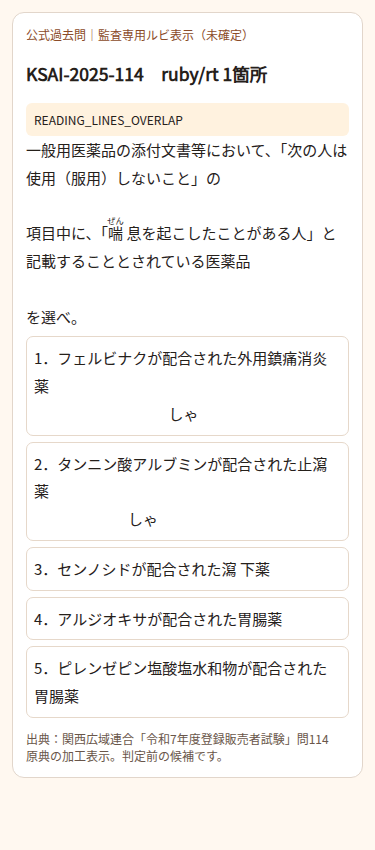 公式過去問｜監査専用ルビ表示（未確定）
KSAI-2025-114　ruby/rt 1箇所
READING_LINES_OVERLAP
一般用医薬品の添付文書等において、「次の人は
使用（服用）しないこと」の
ぜん
項目中に、「喘 息を起こしたことがある人」と
記載することとされている医薬品
を選べ。
1．フェルビナクが配合された外用鎮痛消炎
薬
しゃ
2．タンニン酸アルブミンが配合された止瀉
薬
しゃ
3．センノシドが配合された瀉 下薬
4．アルジオキサが配合された胃腸薬
5．ピレンゼピン塩酸塩水和物が配合された
胃腸薬
出典：関西広域連合「令和7年度登録販売者試験」問114
原典の加工表示。判定前の候補です。